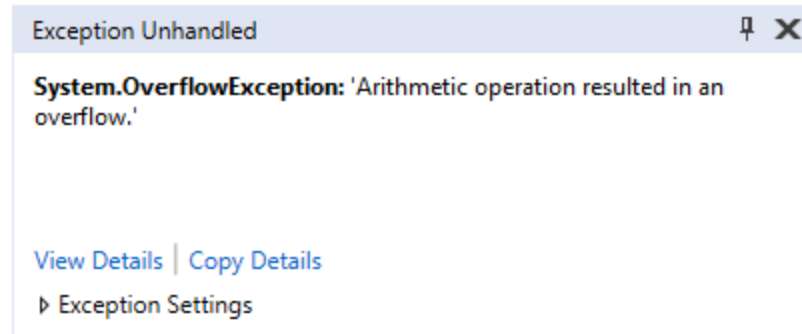 Exception Unhandled
System.OverflowException: 'Arithmetic operation resulted in an
overflow.'
View Details | Copy Details
Exception Settings